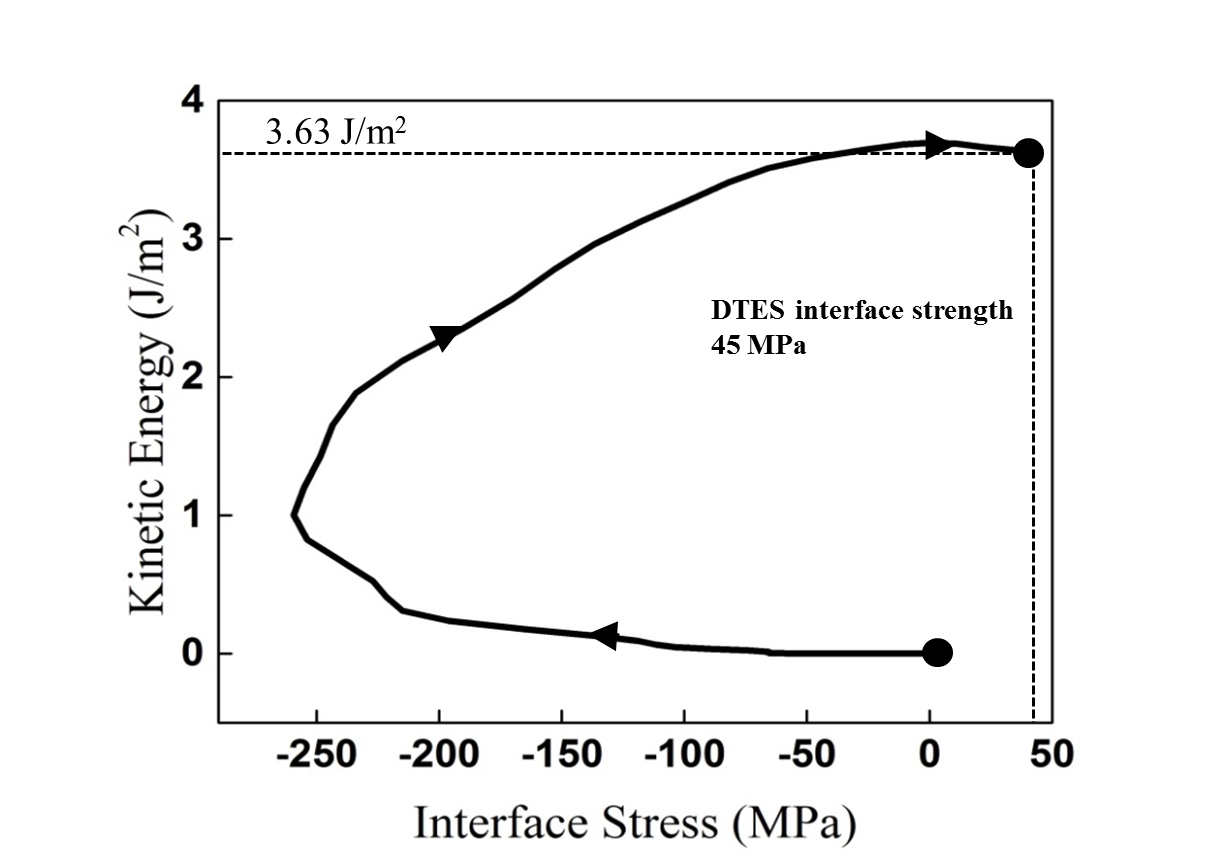 4
3.63 J/m²
3
DTES interface strength
45 MPa
2
1
0
Kinetic Energy (J/m²)
-250 -200 -150 -100 -50 0 50
Interface Stress (MPa)